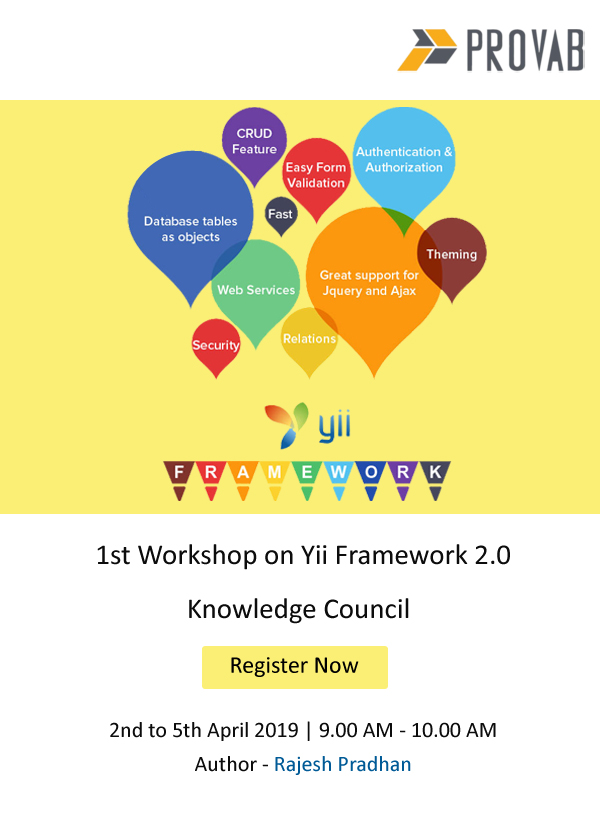 PROVAB
CRUD
Feature
Easy Form
Validation
Authentication &
Authorization
Database tables
as objects
Fast
Theming
Great support for
Jquery and Ajax
Web Services
Security
Relations
yii
FRAMEWORK
1st Workshop on Yii Framework 2.0
Knowledge Council
Register Now
2nd to 5th April 2019 | 9.00 AM - 10.00 AM
Author - Rajesh Pradhan